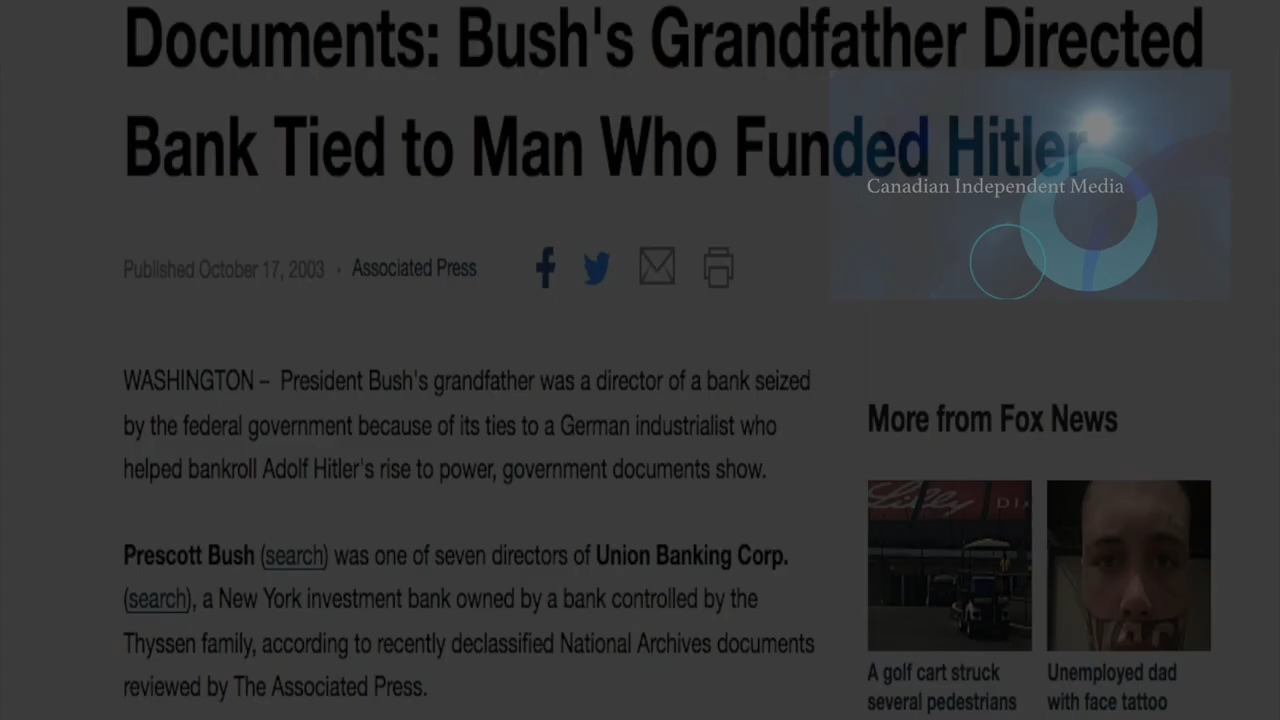 Documents: Bush's Grandfather Directed
Bank Tied to Man Who Funded Hitler
Canadian Independent Media
Published October 17, 2003 · Associated Press
WASHINGTON – President Bush's grandfather was a director of a bank seized
by the federal government because of its ties to a German industrialist who
helped bankroll Adolf Hitler's rise to power, government documents show.
Prescott Bush (search) was one of seven directors of Union Banking Corp.
(search), a New York investment bank owned by a bank controlled by the
Thyssen family, according to recently declassified National Archives documents
reviewed by The Associated Press.
More from Fox News
Lilly
A golf cart struck
several pedestrians
Unemployed dad
with face tattoo